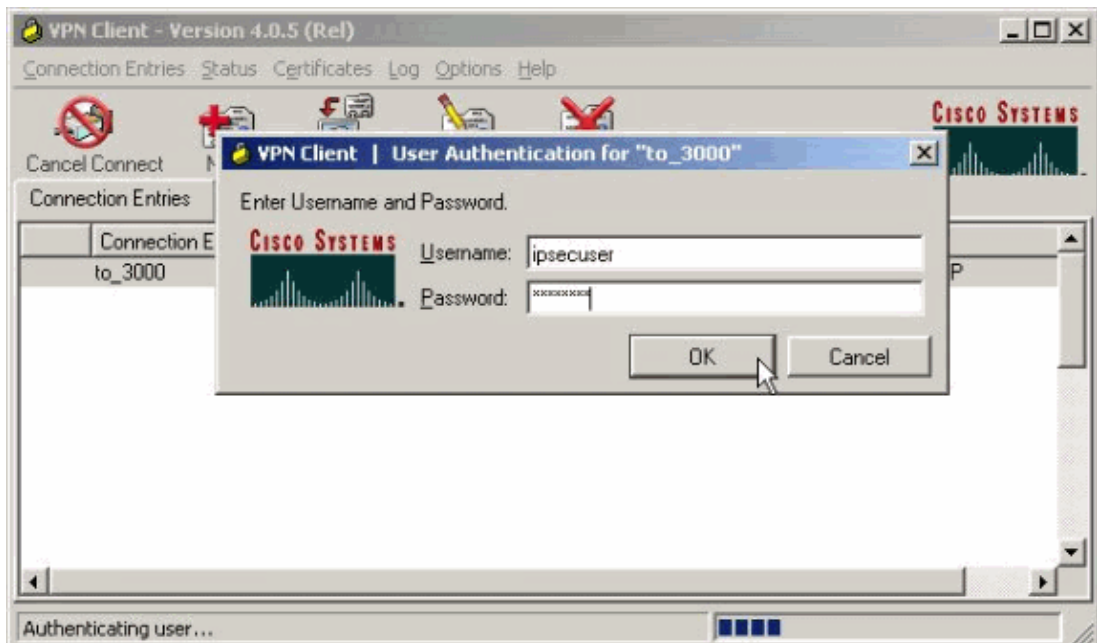 VPN Client - Version 4.0.5 (Rel)
Connection Entries Status Certificates Log Options Help
CISCO SYSTEMS
Cancel Connect
VPN Client | User Authentication for "to_3000"
Connection Entries
Enter Username and Password.
Connection E
CISCO SYSTEMS
Username: ipsecuser
to_3000
P
Password: ********
OK Cancel
Authenticating user...